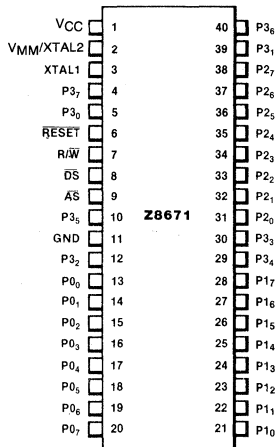 VCC 1 40 P3₆
VMM/XTAL2 2 39 P3₁
XTAL1 3 38 P2₇
P3₇ 4 37 P2₆
P3₀ 5 36 P2₅
RESET 6 35 P2₄
R/W 7 34 P2₃
DS 8 33 P2₂
AS 9 32 P2₁
P3₅ 10 Z8671 31 P2₀
GND 11 30 P3₃
P3₂ 12 29 P3₄
P0₀ 13 28 P1₇
P0₁ 14 27 P1₆
P0₂ 15 26 P1₅
P0₃ 16 25 P1₄
P0₄ 17 24 P1₃
P0₅ 18 23 P1₂
P0₆ 19 22 P1₁
P0₇ 20 21 P1₀